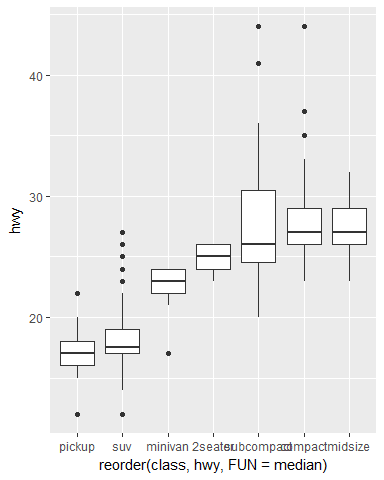 hwy
40
30
20
pickup suv minivan 2seater subcompact compact midsize
reorder(class, hwy, FUN = median)